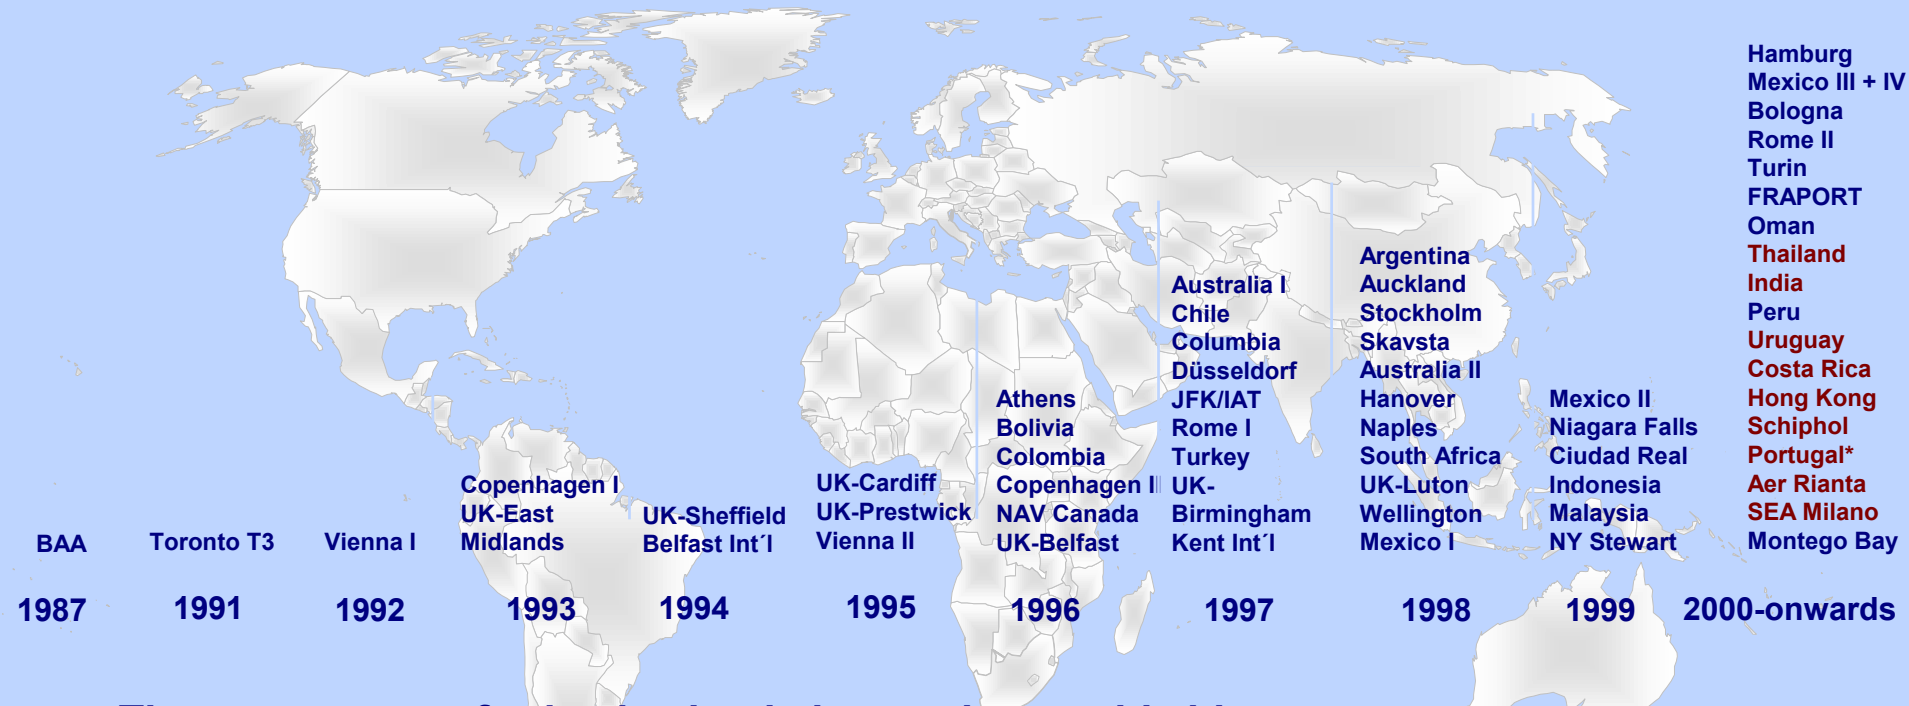 BAA
1987
Toronto T3
1991
Vienna I
1992
Copenhagen I
UK-East
Midlands
1993
UK-Sheffield
Belfast Int´l
1994
UK-Cardiff
UK-Prestwick
Vienna II
1995
Athens
Bolivia
Colombia
Copenhagen II
NAV Canada
UK-Belfast
1996
Australia I
Chile
Columbia
Düsseldorf
JFK/IAT
Rome I
Turkey
UK-
Birmingham
Kent Int´l
1997
Argentina
Auckland
Stockholm
Skavsta
Australia II
Hanover
Naples
South Africa
UK-Luton
Wellington
Mexico I
1998
Mexico II
Niagara Falls
Ciudad Real
Indonesia
Malaysia
NY Stewart
1999
Hamburg
Mexico III + IV
Bologna
Rome II
Turin
FRAPORT
Oman
Thailand
India
Peru
Uruguay
Costa Rica
Hong Kong
Schiphol
Portugal*
Aer Rianta
SEA Milano
Montego Bay
2000-onwards